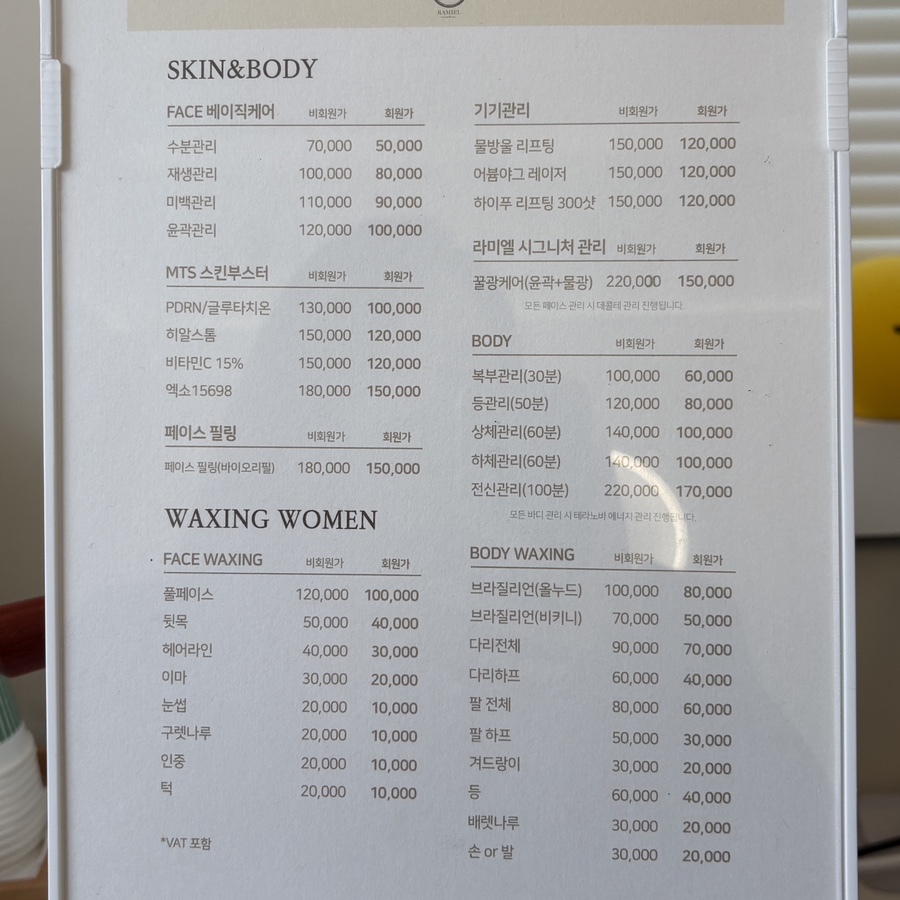 RAMIEL
SKIN&BODY
FACE 베이직케어 비회원가 회원가
수분관리 70,000 50,000
재생관리 100,000 80,000
미백관리 110,000 90,000
윤곽관리 120,000 100,000
MTS 스킨부스터 비회원가 회원가
PDRN/글루타치온 130,000 100,000
히알스톰 150,000 120,000
비타민C 15% 150,000 120,000
엑소15698 180,000 150,000
페이스 필링 비회원가 회원가
페이스 필링(바이오리필) 180,000 150,000
기기관리 비회원가 회원가
물방울 리프팅 150,000 120,000
어븀야그 레이저 150,000 120,000
하이푸 리프팅 300샷 150,000 120,000
라미엘 시그니처 관리 비회원가 회원가
꿀광케어(윤곽+물광) 220,000 150,000
모든 페이스 관리 시 데콜테 관리 진행됩니다.
BODY 비회원가 회원가
복부관리(30분) 100,000 60,000
등관리(50분) 120,000 80,000
상체관리(60분) 140,000 100,000
하체관리(60분) 140,000 100,000
전신관리(100분) 220,000 170,000
모든 바디 관리 시 테라노바 에너지 관리 진행됩니다.
WAXING WOMEN
FACE WAXING 비회원가 회원가
풀페이스 120,000 100,000
뒷목 50,000 40,000
헤어라인 40,000 30,000
이마 30,000 20,000
눈썹 20,000 10,000
구렛나루 20,000 10,000
인중 20,000 10,000
턱 20,000 10,000
*VAT 포함
BODY WAXING 비회원가 회원가
브라질리언(올누드) 100,000 80,000
브라질리언(비키니) 70,000 50,000
다리전체 90,000 70,000
다리하프 60,000 40,000
팔 전체 80,000 60,000
팔 하프 50,000 30,000
겨드랑이 30,000 20,000
등 60,000 40,000
배렛나루 30,000 20,000
손 or 발 30,000 20,000